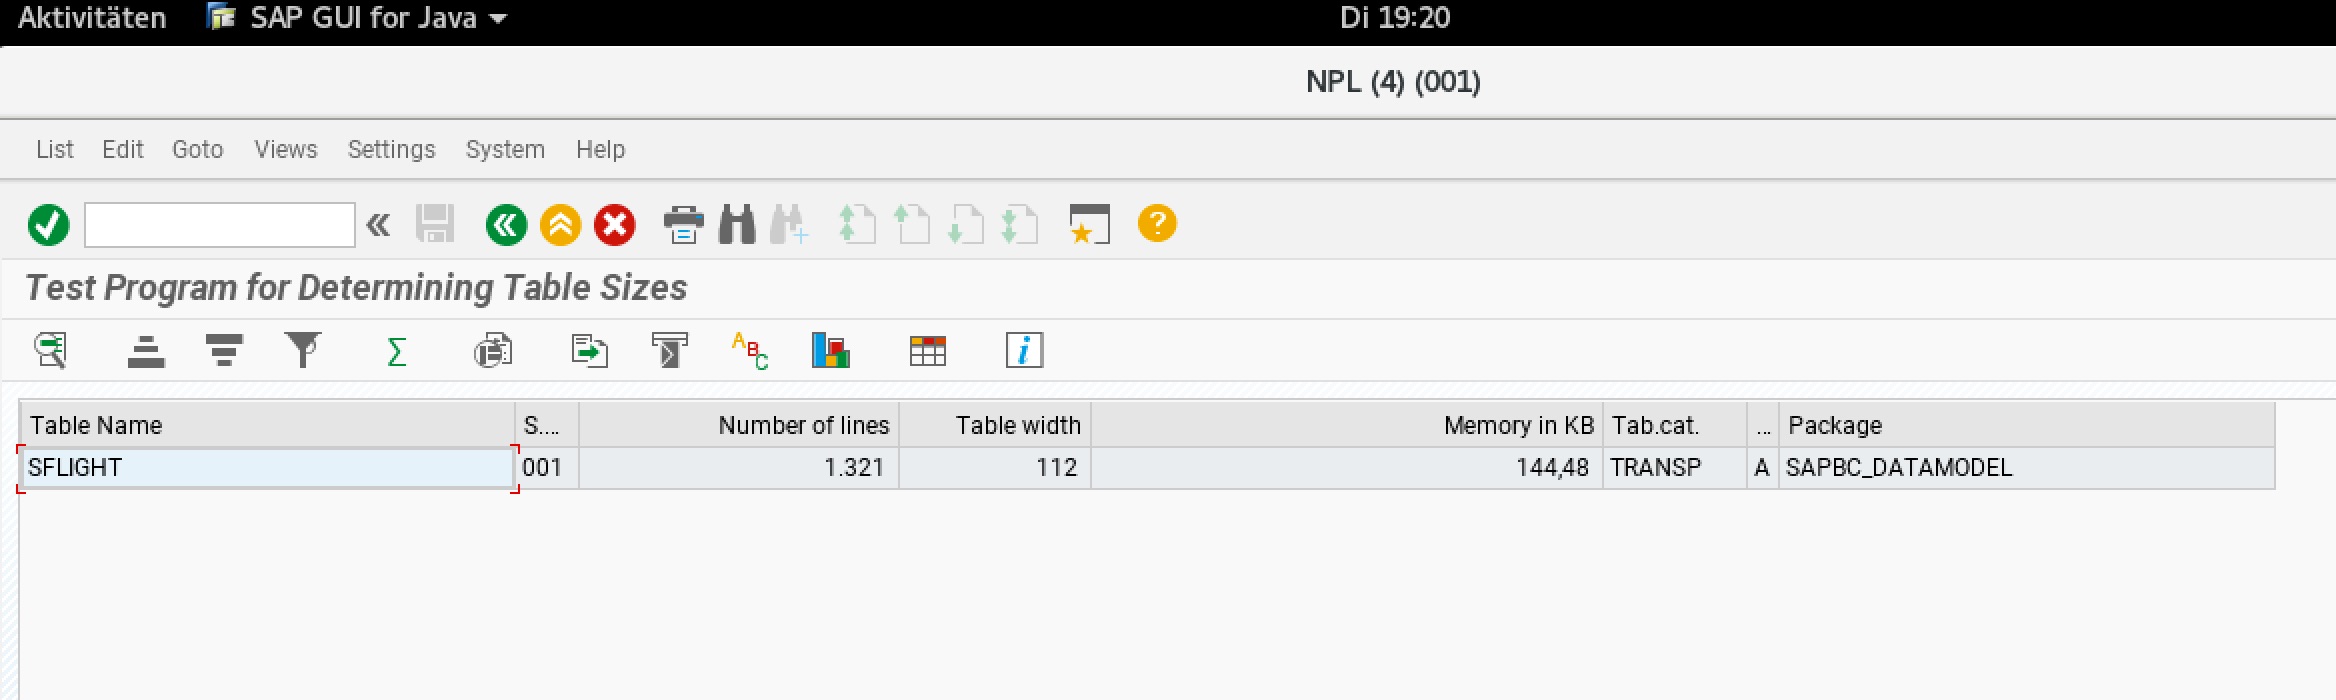 Aktivitäten SAP GUI for Java Di 19:20
NPL (4) (001)
List Edit Goto Views Settings System Help
Test Program for Determining Table Sizes
Table Name S.... Number of lines Table width Memory in KB Tab.cat. ... Package
SFLIGHT 001 1.321 112 144,48 TRANSP A SAPBC_DATAMODEL